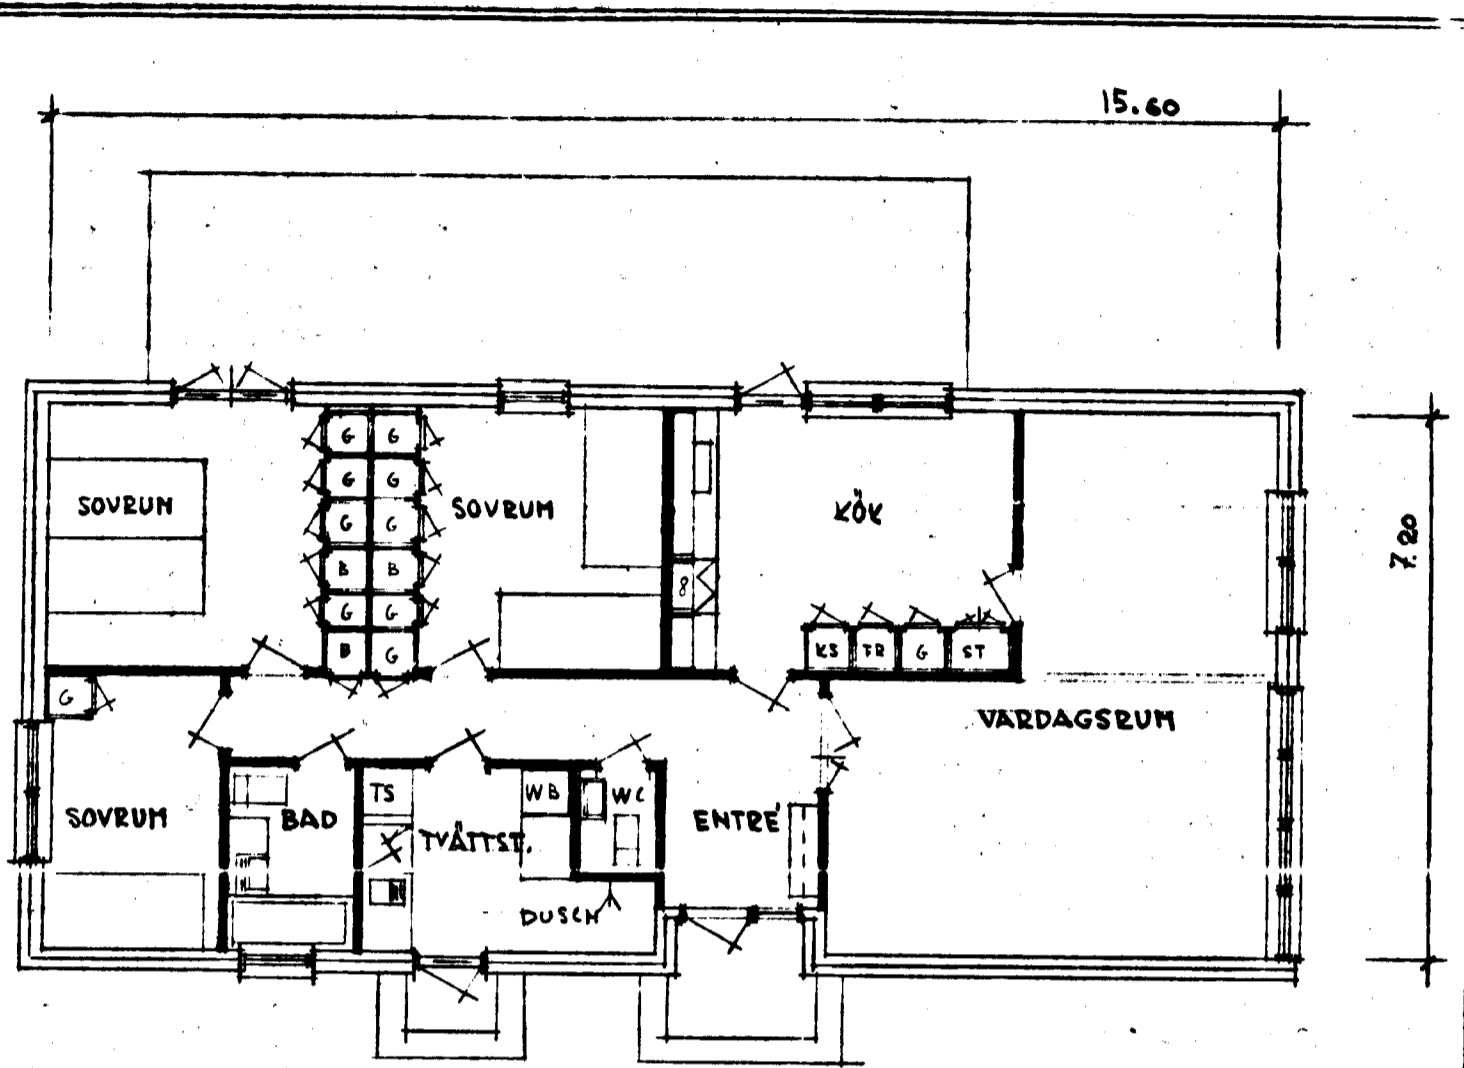 15.60
G G
G G
SOVRUM
G G
SOVRUM
KÖK
7.20
B B
8
G G
B G
KS TR G ST
G
VARDAGSRUM
TS
WB
WC
SOVRUM
BAD
TVÄTTST.
ENTRÉ
DUSCH